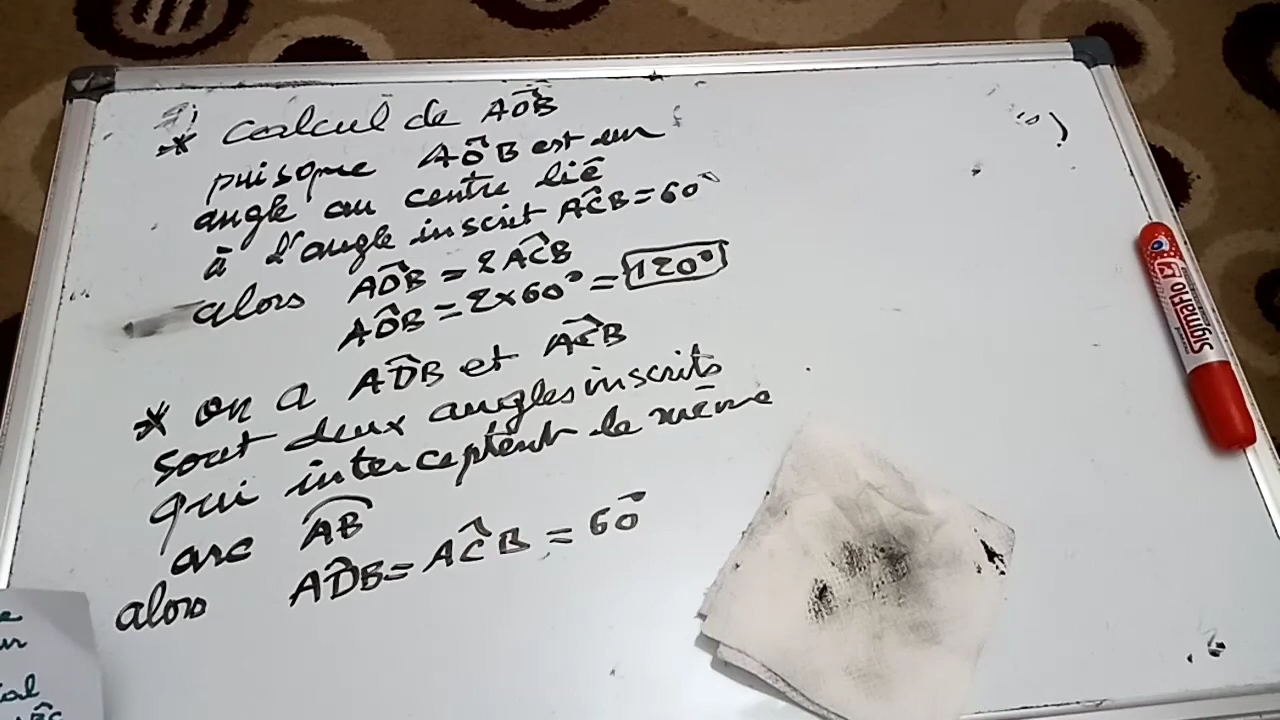 * Calcul de AÔB
puisque AÔB est un
angle au centre lié
à l'angle inscrit AĈB = 60°
alors AÔB = 2AĈB
AÔB = 2×60° = 120°
* on a AD̂B et AĈB
sont deux angles inscrits
qui interceptent le même
arc AB
alors AD̂B = AĈB = 60°
SigmaFlo